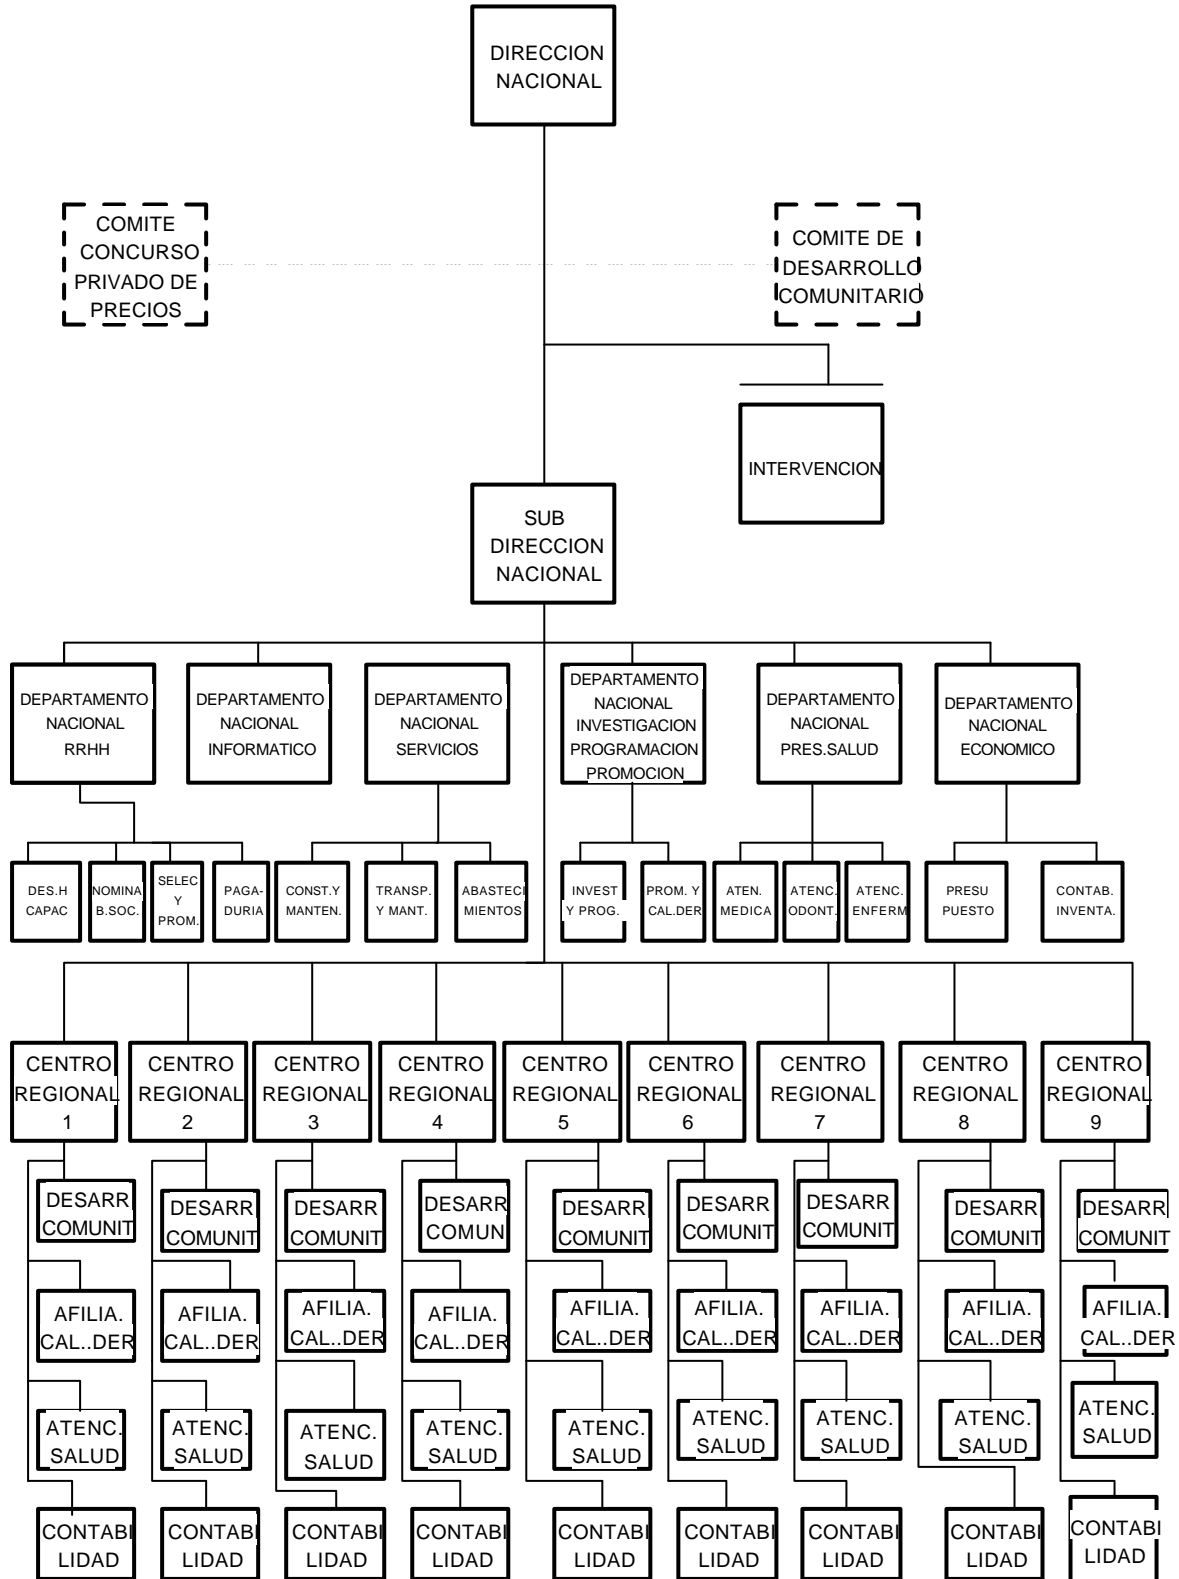 DIRECCION
NACIONAL
COMITE
CONCURSO
PRIVADO DE
PRECIOS
COMITE DE
DESARROLLO
COMUNITARIO
INTERVENCION
SUB
DIRECCION
NACIONAL
DEPARTAMENTO
NACIONAL
RRHH
DEPARTAMENTO
NACIONAL
INFORMATICO
DEPARTAMENTO
NACIONAL
SERVICIOS
DEPARTAMENTO
NACIONAL
INVESTIGACION
PROGRAMACION
PROMOCION
DEPARTAMENTO
NACIONAL
PRES.SALUD
DEPARTAMENTO
NACIONAL
ECONOMICO
DES.H
CAPAC
NOMINA
B.SOC.
SELEC
Y
PROM.
PAGA-
DURIA
CONST.Y
MANTEN.
TRANSP.
Y MANT.
ABASTECI
MIENTOS
INVEST
Y PROG.
PROM. Y
CAL.DER
ATEN.
MEDICA
ATENC.
ODONT.
ATENC.
ENFERM
PRESU
PUESTO
CONTAB.
INVENTA.
CENTRO
REGIONAL
1
CENTRO
REGIONAL
2
CENTRO
REGIONAL
3
CENTRO
REGIONAL
4
CENTRO
REGIONAL
5
CENTRO
REGIONAL
6
CENTRO
REGIONAL
7
CENTRO
REGIONAL
8
CENTRO
REGIONAL
9
DESARR
COMUNIT
DESARR
COMUNIT
DESARR
COMUNIT
DESARR
COMUN
DESARR
COMUNIT
DESARR
COMUNIT
DESARR
COMUNIT
DESARR
COMUNIT
DESARR
COMUNIT
AFILIA.
CAL..DER
AFILIA.
CAL..DER
AFILIA.
CAL..DER
AFILIA.
CAL..DER
AFILIA.
CAL..DER
AFILIA.
CAL..DER
AFILIA.
CAL..DER
AFILIA.
CAL..DER
AFILIA.
CAL..DER
ATENC.
SALUD
ATENC.
SALUD
ATENC.
SALUD
ATENC.
SALUD
ATENC.
SALUD
ATENC.
SALUD
ATENC.
SALUD
ATENC.
SALUD
ATENC.
SALUD
CONTABI
LIDAD
CONTABI
LIDAD
CONTABI
LIDAD
CONTABI
LIDAD
CONTABI
LIDAD
CONTABI
LIDAD
CONTABI
LIDAD
CONTABI
LIDAD
CONTABI
LIDAD